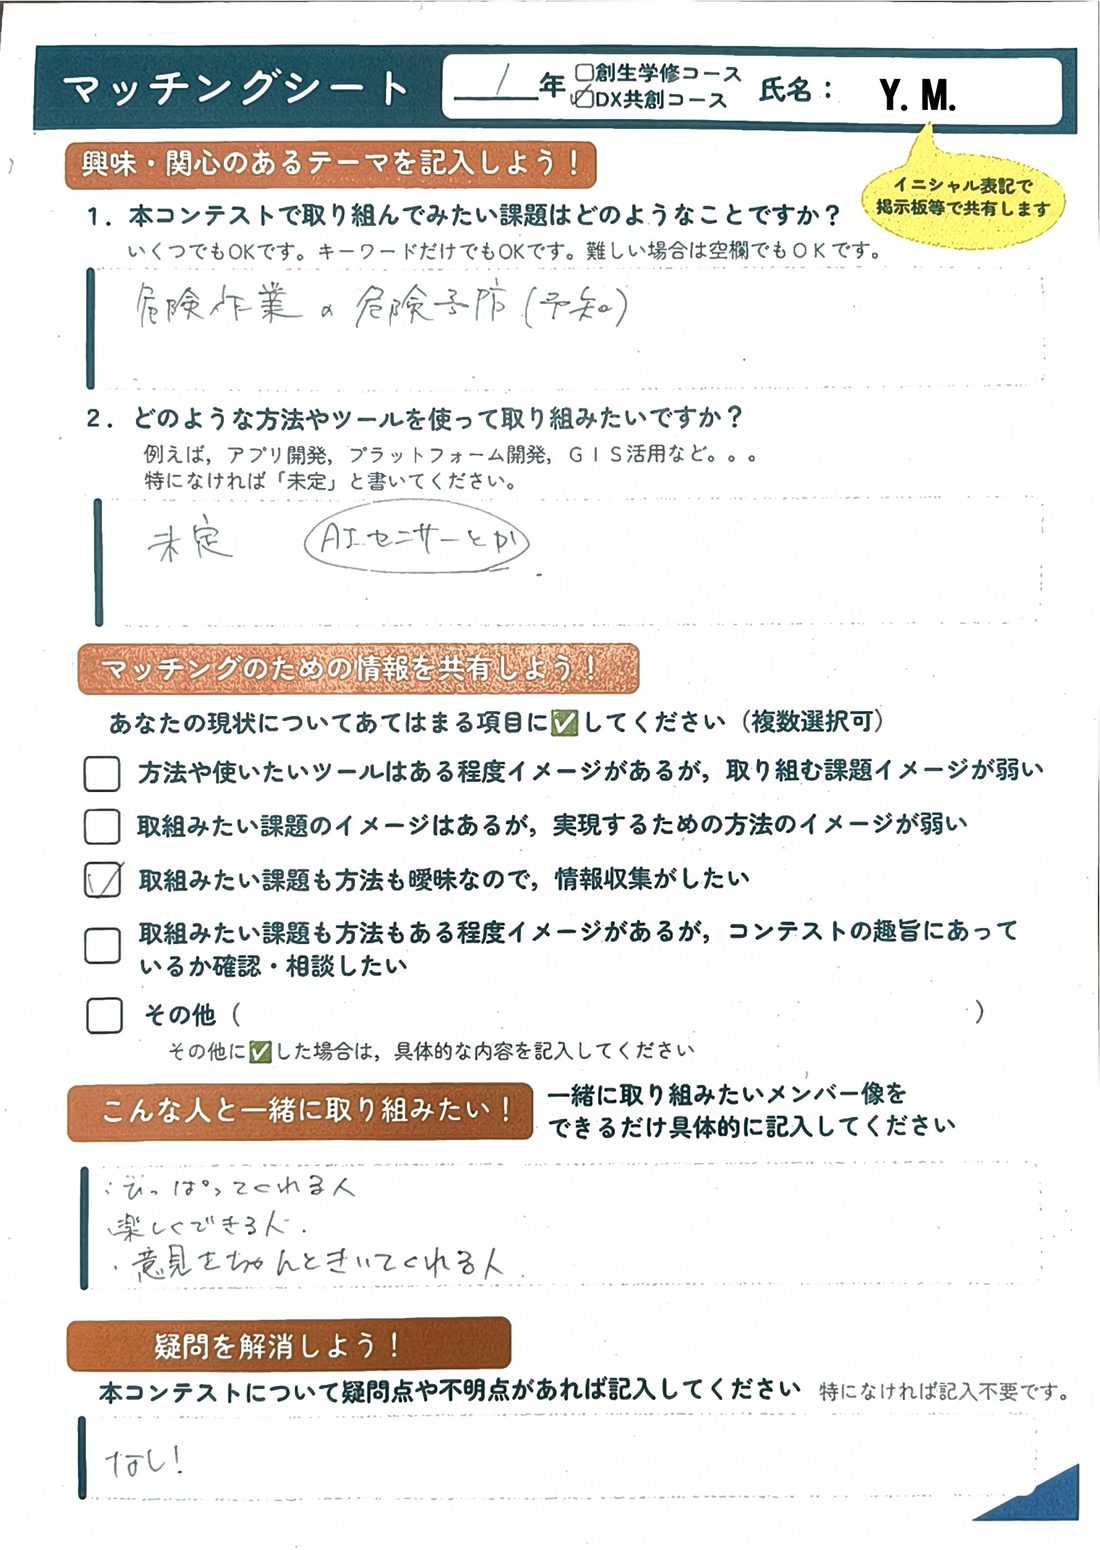 マッチングシート
1年
□創生学修コース
☑DX共創コース
氏名：
Y. M.
イニシャル表記で
掲示板等で共有します
興味・関心のあるテーマを記入しよう！
1．本コンテストで取り組んでみたい課題はどのようなことですか？
いくつでもOKです。キーワードだけでもOKです。難しい場合は空欄でもＯＫです。
危険作業の危険予防(予知)
2．どのような方法やツールを使って取り組みたいですか？
例えば，アプリ開発，プラットフォーム開発，ＧＩＳ活用など。。。
特になければ「未定」と書いてください。
未定　AIセンサーとか
マッチングのための情報を共有しよう！
あなたの現状についてあてはまる項目に✅してください（複数選択可）
□ 方法や使いたいツールはある程度イメージがあるが，取り組む課題イメージが弱い
□ 取組みたい課題のイメージはあるが，実現するための方法のイメージが弱い
☑ 取組みたい課題も方法も曖昧なので，情報収集がしたい
□ 取組みたい課題も方法もある程度イメージがあるが，コンテストの趣旨にあって
いるか確認・相談したい
□ その他（　）
その他に✅した場合は，具体的な内容を記入してください
こんな人と一緒に取り組みたい！
一緒に取り組みたいメンバー像を
できるだけ具体的に記入してください
・ひっぱってくれる人
・楽しくできる人.
・意見をちゃんときいてくれる人
疑問を解消しよう！
本コンテストについて疑問点や不明点があれば記入してください 特になければ記入不要です。
なし!